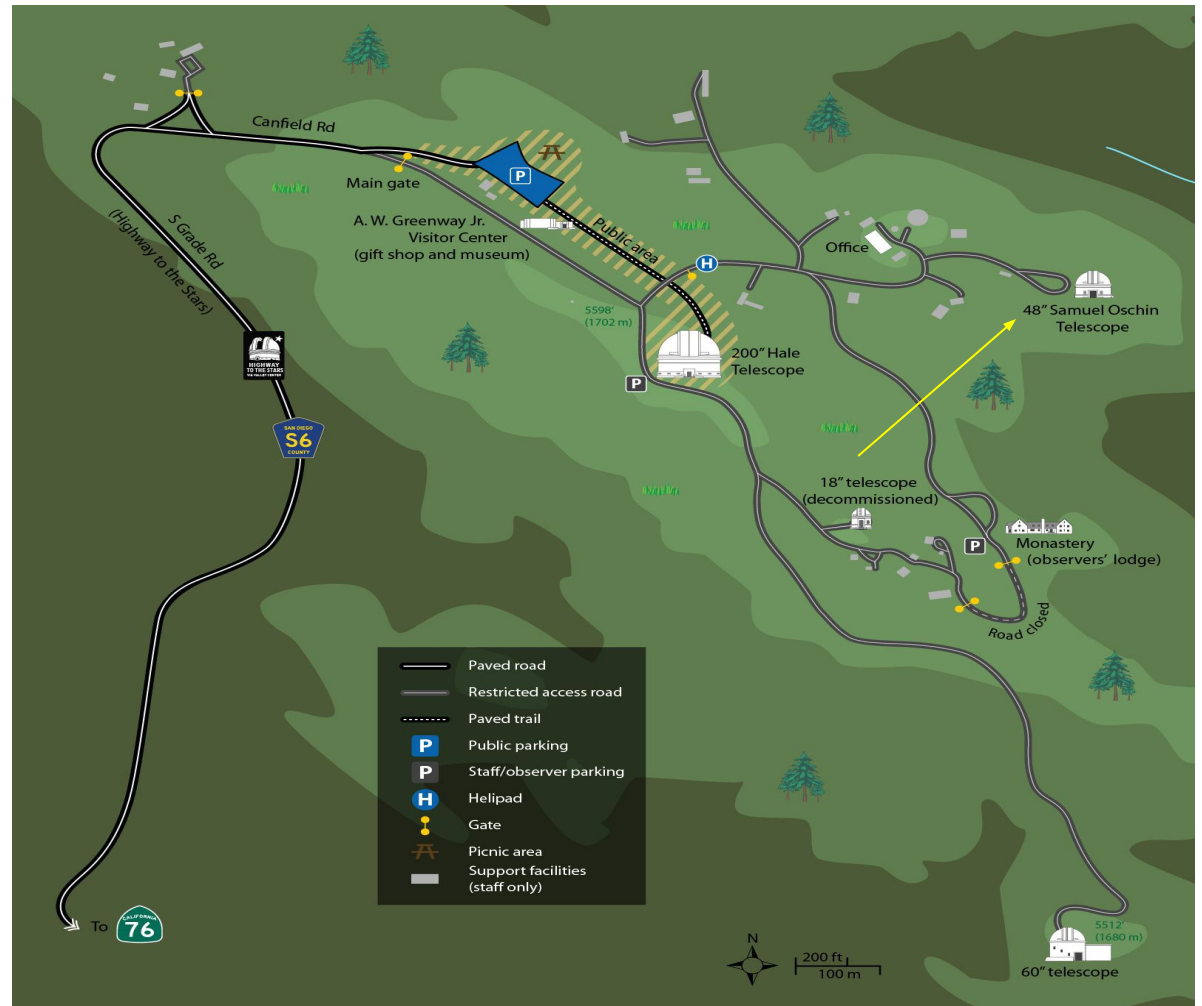 Canfield Rd
Main gate
P
A. W. Greenway Jr.
Visitor Center
(gift shop and museum)
Public area
H
Office
48" Samuel Oschin
Telescope
S Grade Rd
(Highway to the Stars)
5598'
(1702 m)
HIGHWAY
TO THE STARS
VIA VALLEY CENTER
200" Hale
Telescope
P
SAN DIEGO
S6
COUNTY
18" telescope
(decommissioned)
P
Monastery
(observers' lodge)
Road closed
Paved road
Restricted access road
Paved trail
P Public parking
P Staff/observer parking
H Helipad
Gate
Picnic area
Support facilities
(staff only)
To
CALIFORNIA
76
N
200 ft
100 m
5512'
(1680 m)
60" telescope